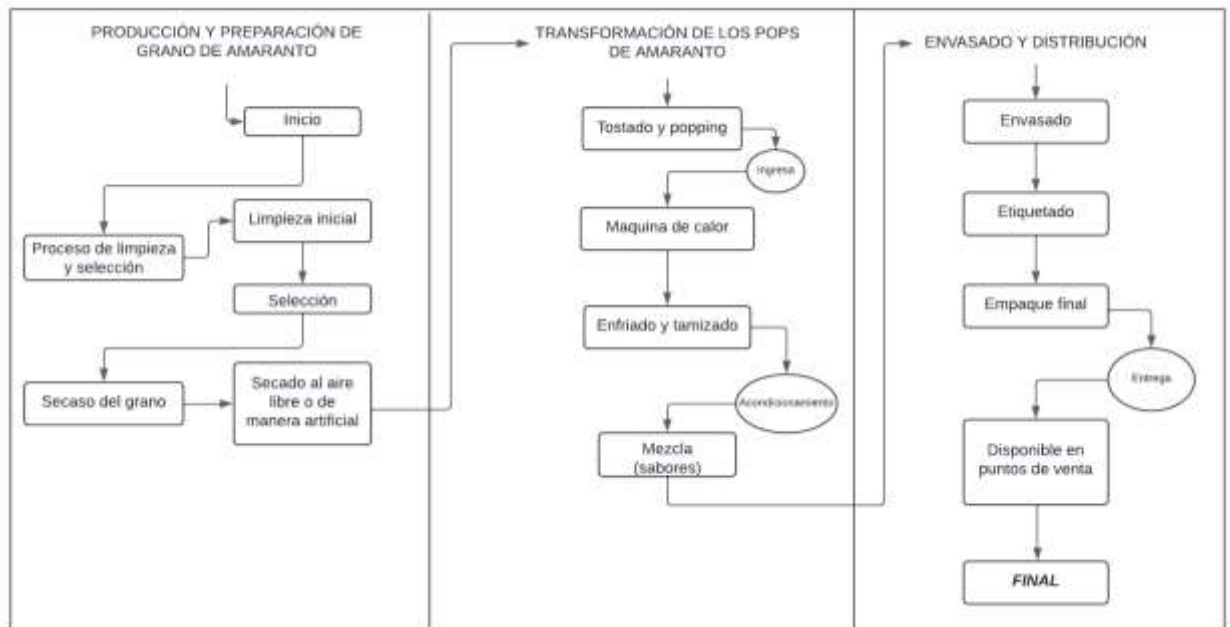 PRODUCCIÓN Y PREPARACIÓN DE
GRANO DE AMARANTO
Inicio
Proceso de limpieza
y selección
Limpieza inicial
Selección
Secaso del grano
Secado al aire
libre o de
manera artificial
TRANSFORMACIÓN DE LOS POPS
DE AMARANTO
Tostado y popping
Ingresa
Maquina de calor
Enfriado y tamizado
Acondicionamiento
Mezcla
(sabores)
ENVASADO Y DISTRIBUCIÓN
Envasado
Etiquetado
Empaque final
Entrega
Disponible en
puntos de venta
FINAL